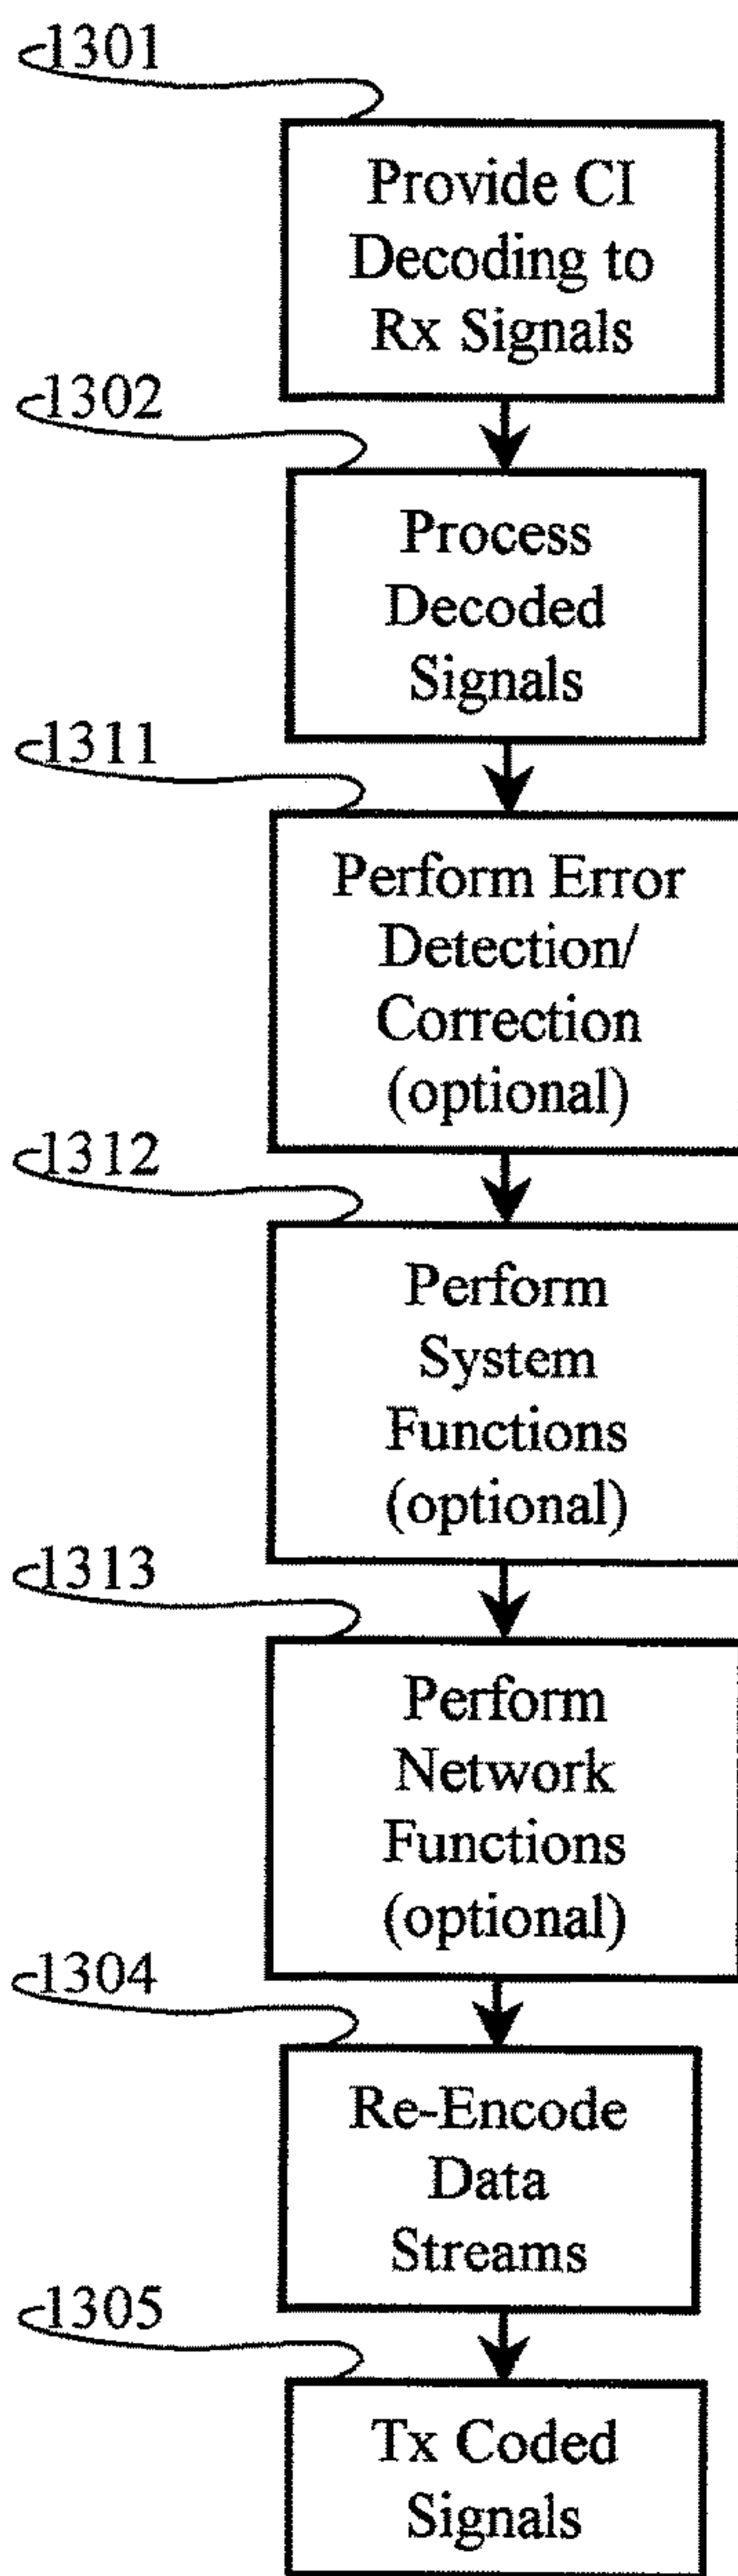 1301
Provide CI
Decoding to
Rx Signals
1302
Process
Decoded
Signals
1311
Perform Error
Detection/
Correction
(optional)
1312
Perform
System
Functions
(optional)
1313
Perform
Network
Functions
(optional)
1304
Re-Encode
Data
Streams
1305
Tx Coded
Signals